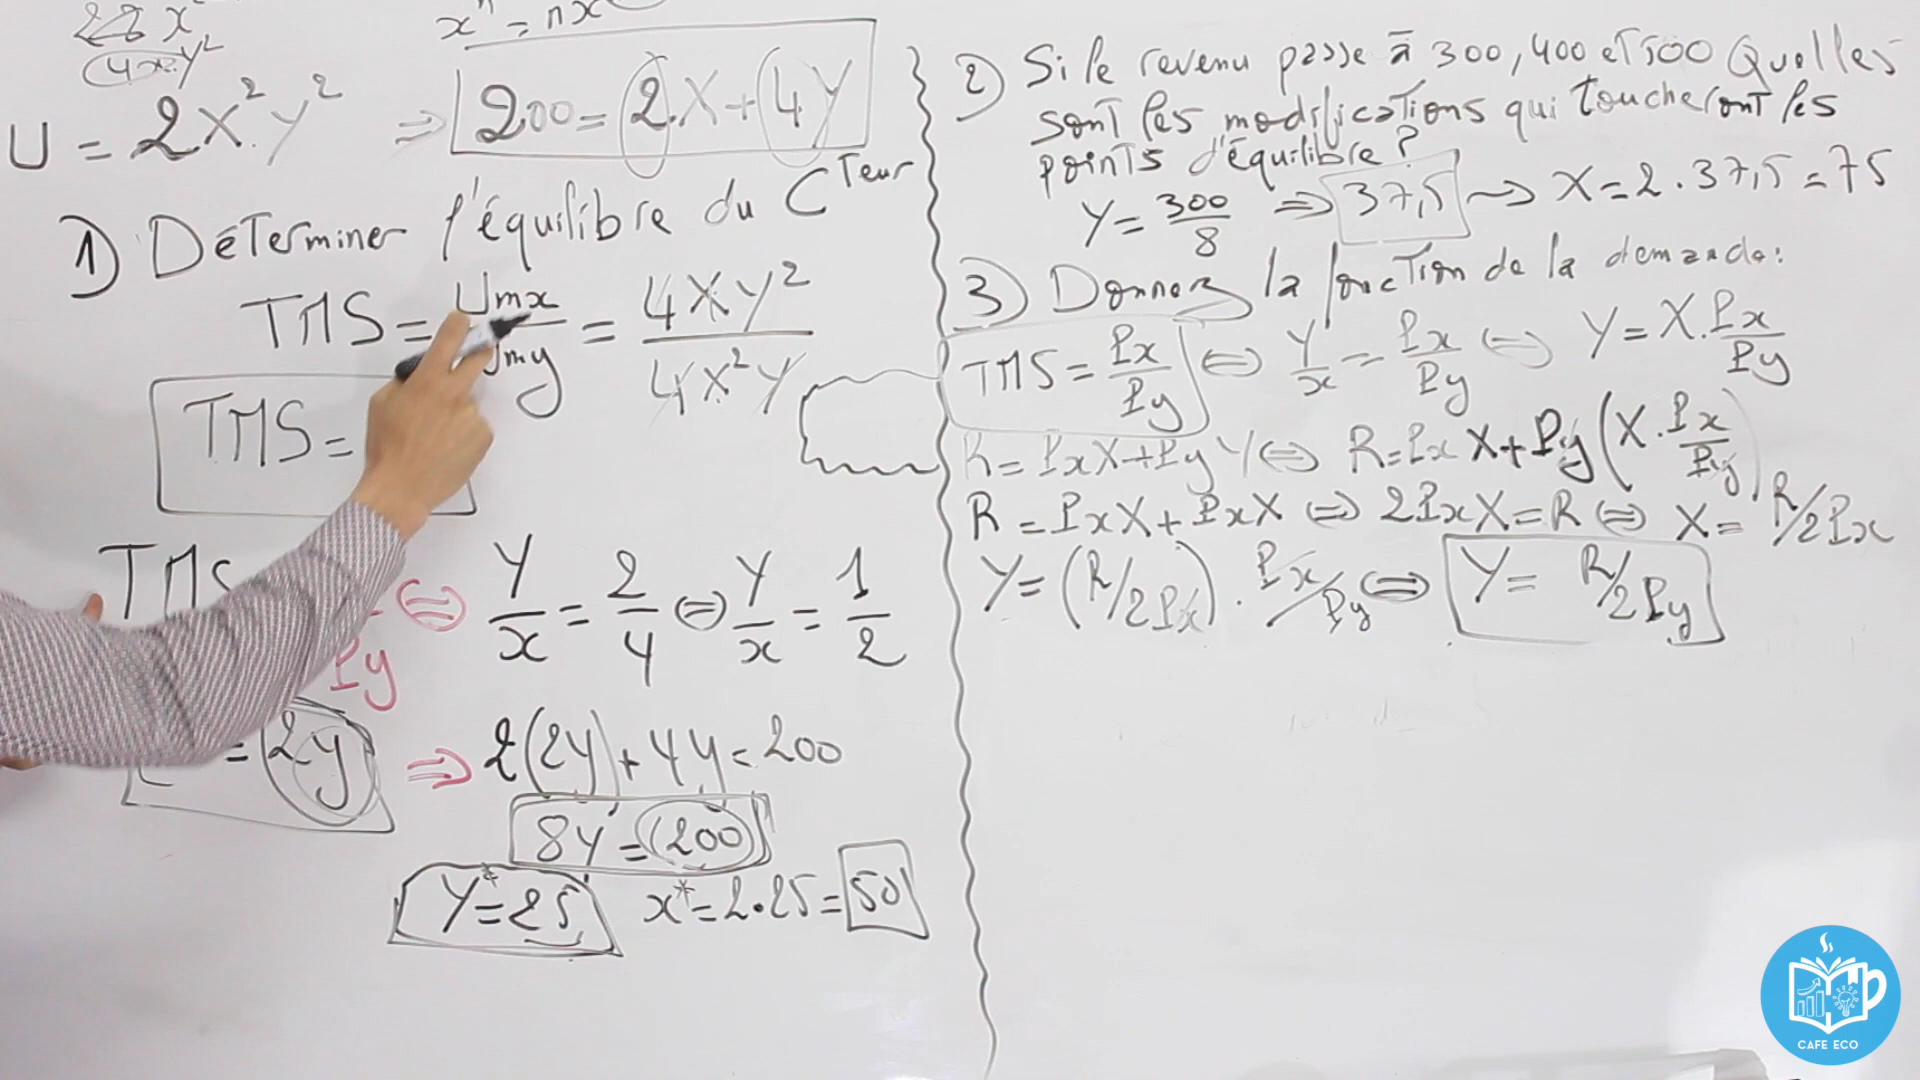 x^n = nx
4x y²
U = 2X² Y² ⇒ 200 = 2.X + 4Y
1) Déterminer l'équilibre du C^Teur
TMS = Umx / Umy = 4XY² / 4X²Y
TMS =
TMS / Py ⇔ Y/x = 2/4 ⇔ Y/x = 1/2
= 2y ⇒ 2(2Y) + 4Y = 200
8Y = 200
Y* = 25 x* = 2.25 = 50
2) Si le revenu passe à 300, 400 et 500 Quelles
sont les modifications qui toucheront les
points d'équilibre ?
Y = 300/8 ⇒ 37,5 → X = 2.37,5 = 75
3) Donner la fonction de la demande :
TMS = Px/Py ⇔ Y/x = Px/Py ⇔ Y = X.Px/Py
R = PxX + PyY ⇔ R = Px X + Py (X.Px/Py)
R = PxX + PxX ⇔ 2PxX = R ⇔ X = R/2Px
Y = (R/2Px) . Px/Py ⇔ Y = R/2Py
CAFE ECO